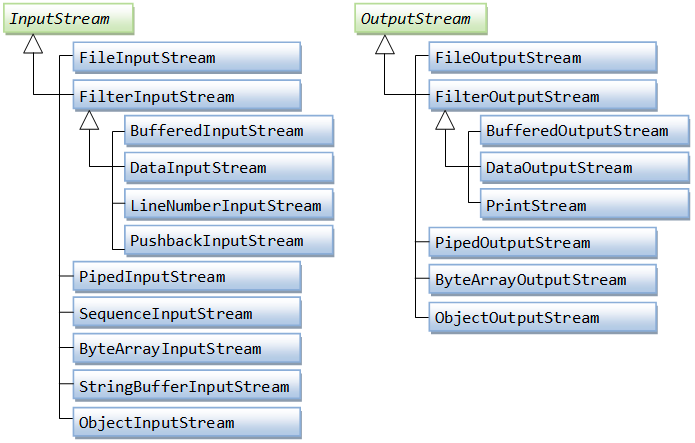 InputStream
FileInputStream
FilterInputStream
BufferedInputStream
DataInputStream
LineNumberInputStream
PushbackInputStream
PipedInputStream
SequenceInputStream
ByteArrayInputStream
StringBufferInputStream
ObjectInputStream
OutputStream
FileOutputStream
FilterOutputStream
BufferedOutputStream
DataOutputStream
PrintStream
PipedOutputStream
ByteArrayOutputStream
ObjectOutputStream